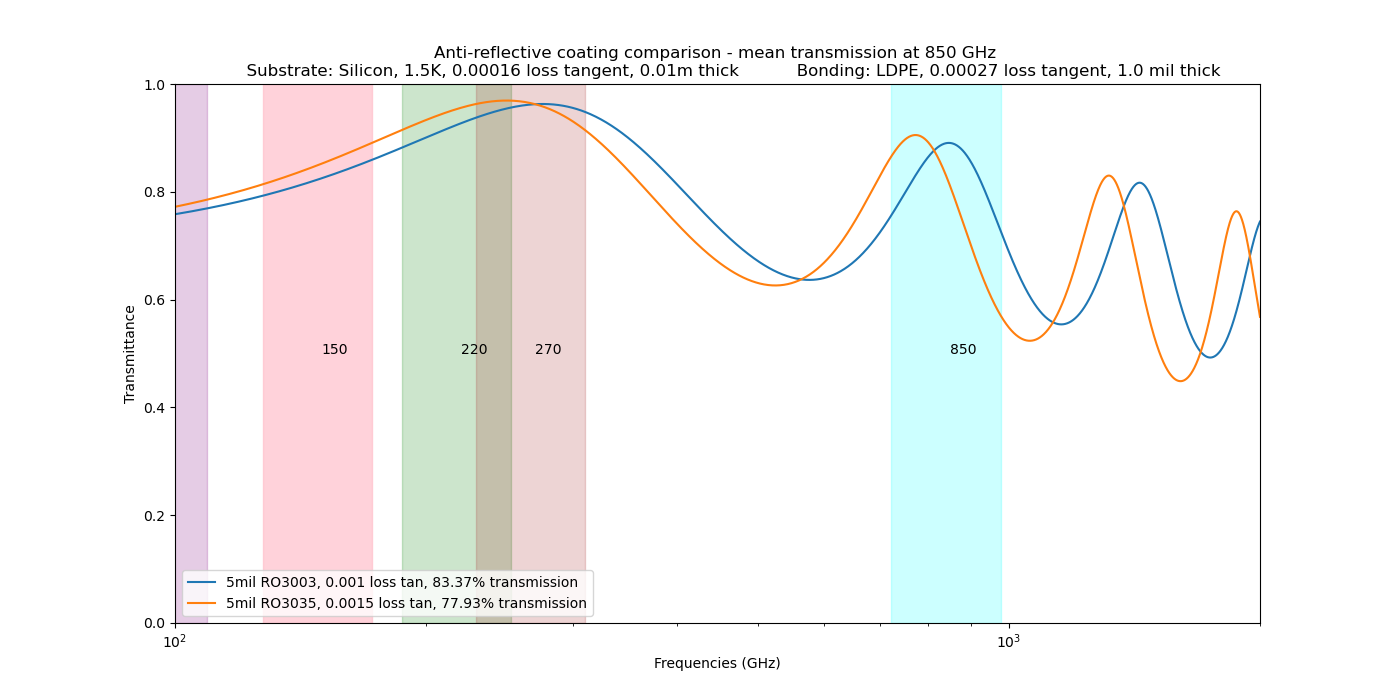 Anti-reflective coating comparison - mean transmission at 850 GHz
Substrate: Silicon, 1.5K, 0.00016 loss tangent, 0.01m thick Bonding: LDPE, 0.00027 loss tangent, 1.0 mil thick
1.0
0.8
0.6
0.4
0.2
0.0
Transmittance
150
220
270
850
5mil RO3003, 0.001 loss tan, 83.37% transmission
5mil RO3035, 0.0015 loss tan, 77.93% transmission
10²
10³
Frequencies (GHz)